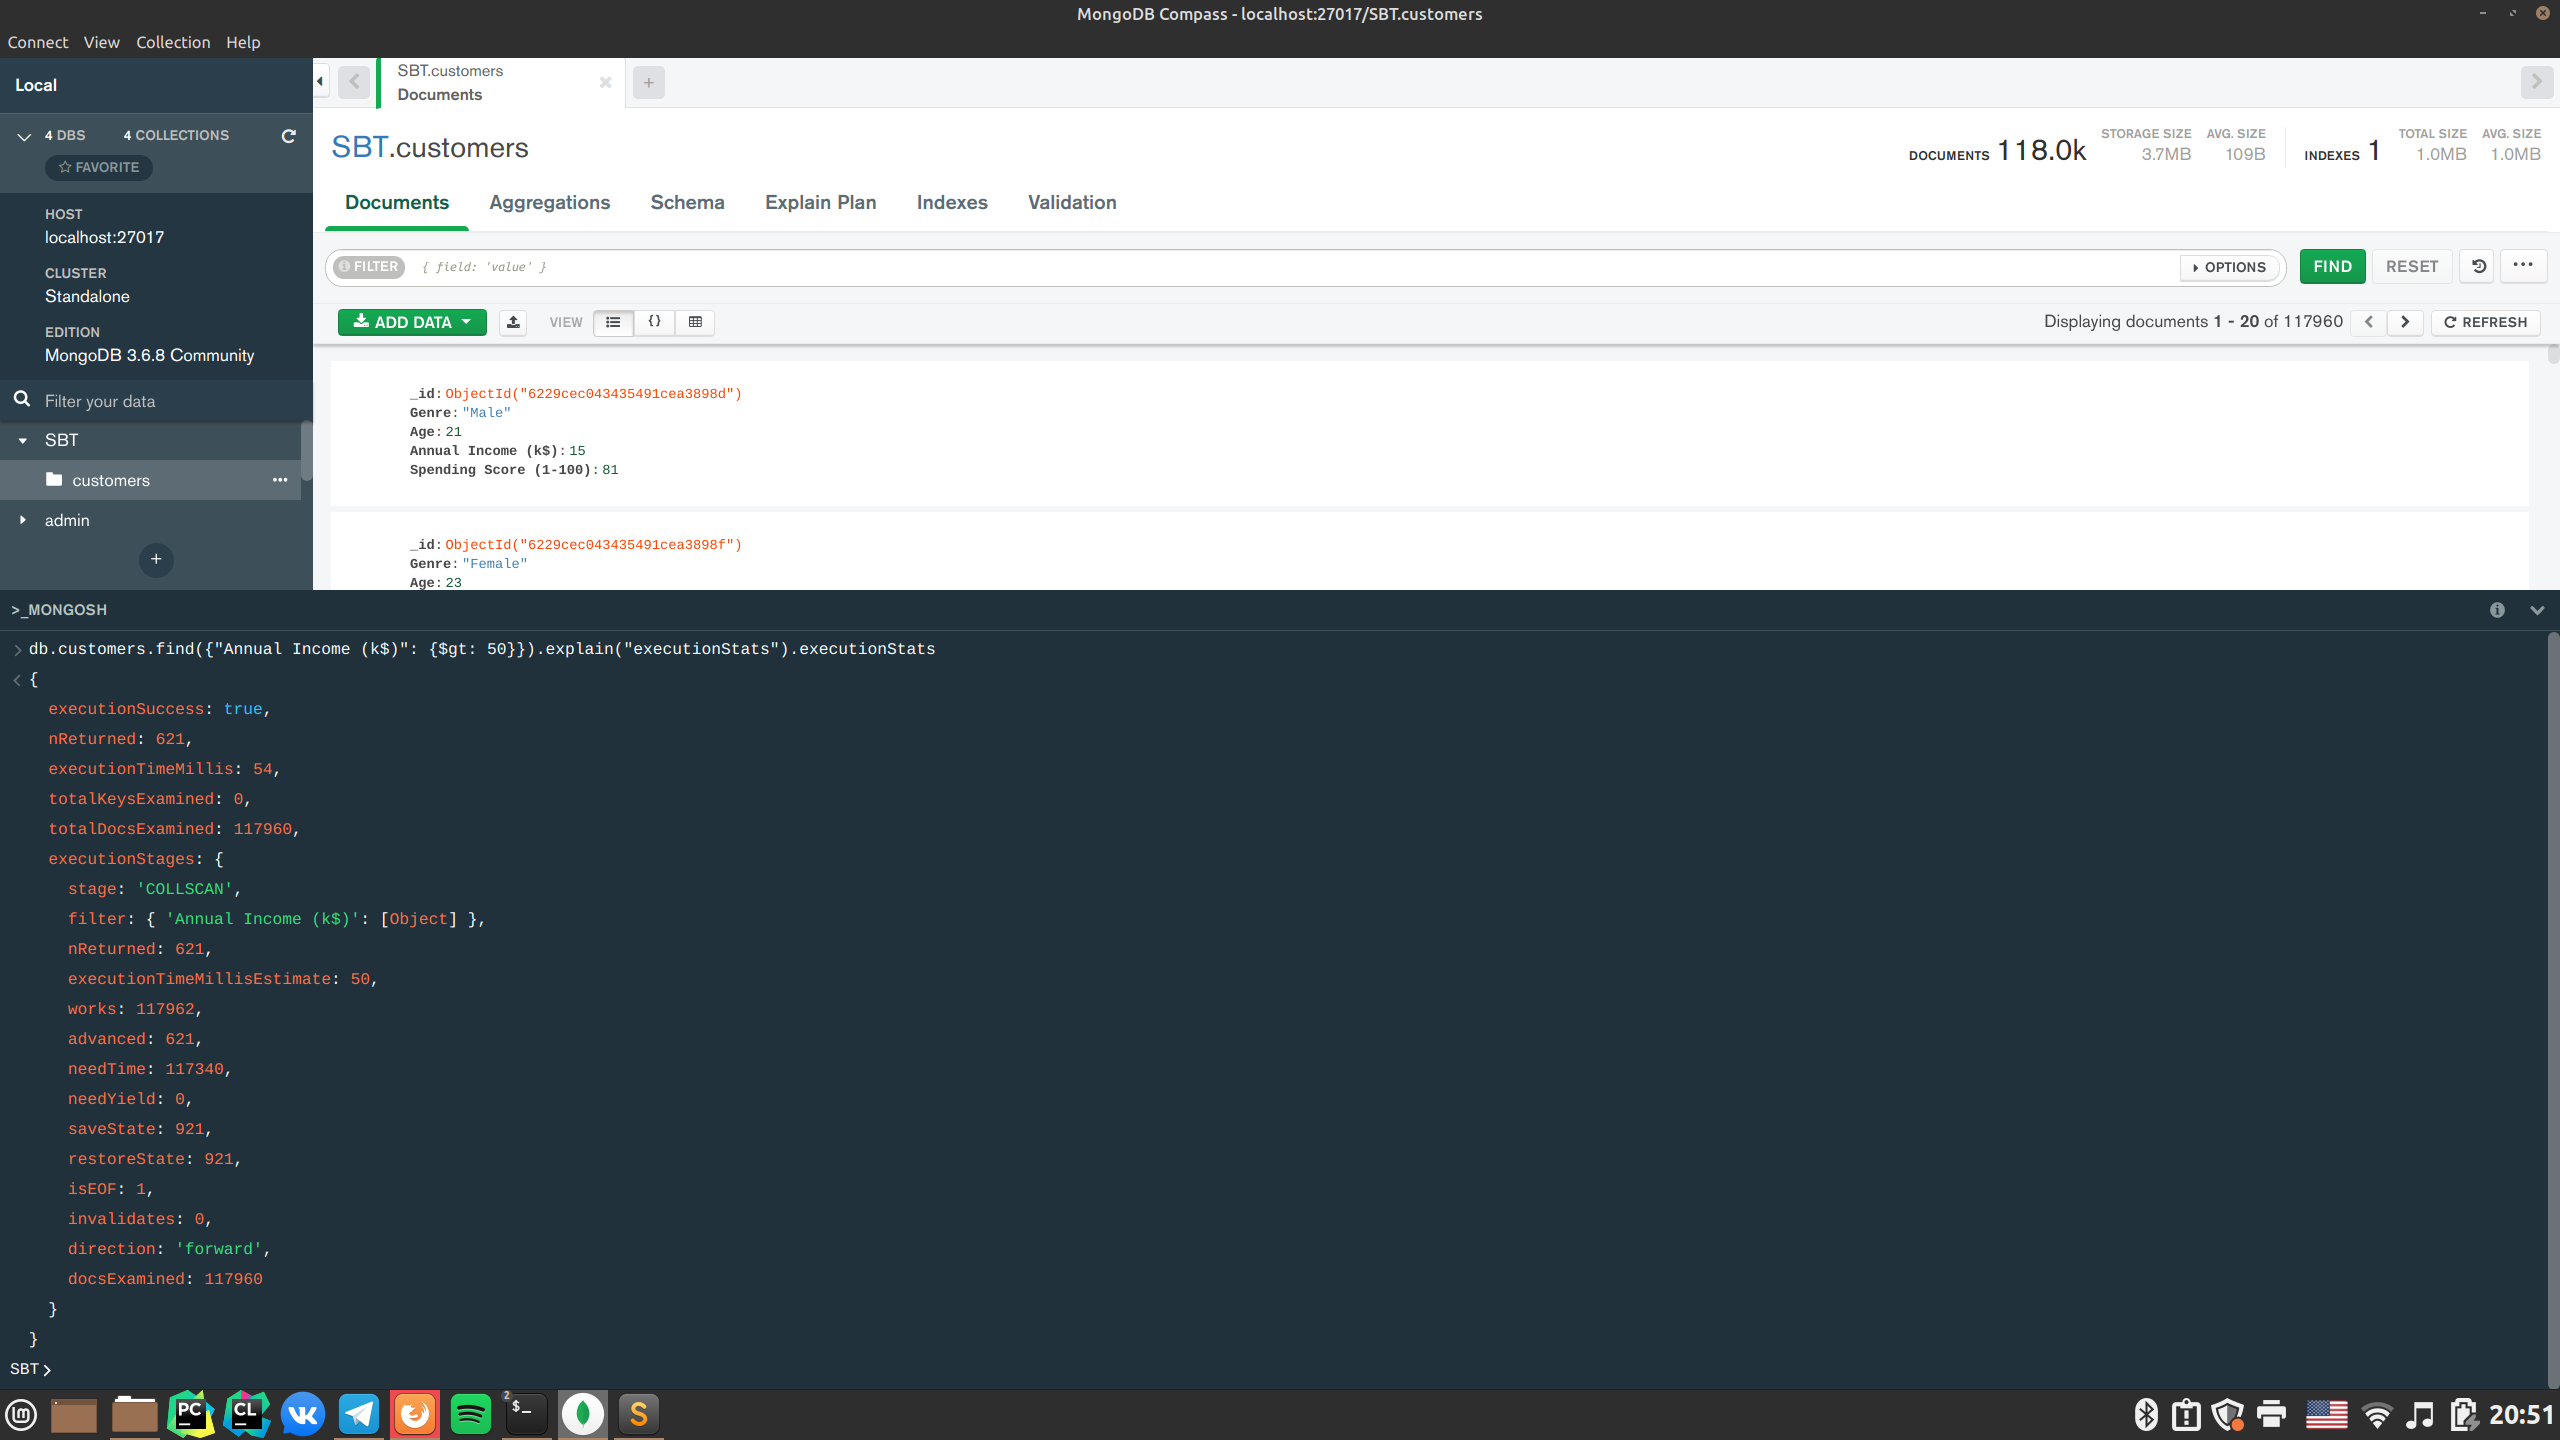 MongoDB Compass - localhost:27017/SBT.customers
Connect View Collection Help
Local
SBT.customers
Documents
4 DBS 4 COLLECTIONS
FAVORITE
HOST
localhost:27017
CLUSTER
Standalone
EDITION
MongoDB 3.6.8 Community
Filter your data
SBT
customers
admin
SBT.customers
DOCUMENTS 118.0k STORAGE SIZE 3.7MB AVG. SIZE 109B INDEXES 1 TOTAL SIZE 1.0MB AVG. SIZE 1.0MB
Documents Aggregations Schema Explain Plan Indexes Validation
FILTER { field: 'value' } OPTIONS FIND RESET
ADD DATA VIEW {} Displaying documents 1 - 20 of 117960 REFRESH
_id: ObjectId("6229cec043435491cea3898d")
Genre: "Male"
Age: 21
Annual Income (k$): 15
Spending Score (1-100): 81
_id: ObjectId("6229cec043435491cea3898f")
Genre: "Female"
Age: 23
>_MONGOSH
> db.customers.find({"Annual Income (k$)": {$gt: 50}}).explain("executionStats").executionStats
< {
executionSuccess: true,
nReturned: 621,
executionTimeMillis: 54,
totalKeysExamined: 0,
totalDocsExamined: 117960,
executionStages: {
stage: 'COLLSCAN',
filter: { 'Annual Income (k$)': [Object] },
nReturned: 621,
executionTimeMillisEstimate: 50,
works: 117962,
advanced: 621,
needTime: 117340,
needYield: 0,
saveState: 921,
restoreState: 921,
isEOF: 1,
invalidates: 0,
direction: 'forward',
docsExamined: 117960
}
}
SBT >
PC CL 2 $_ S 20:51